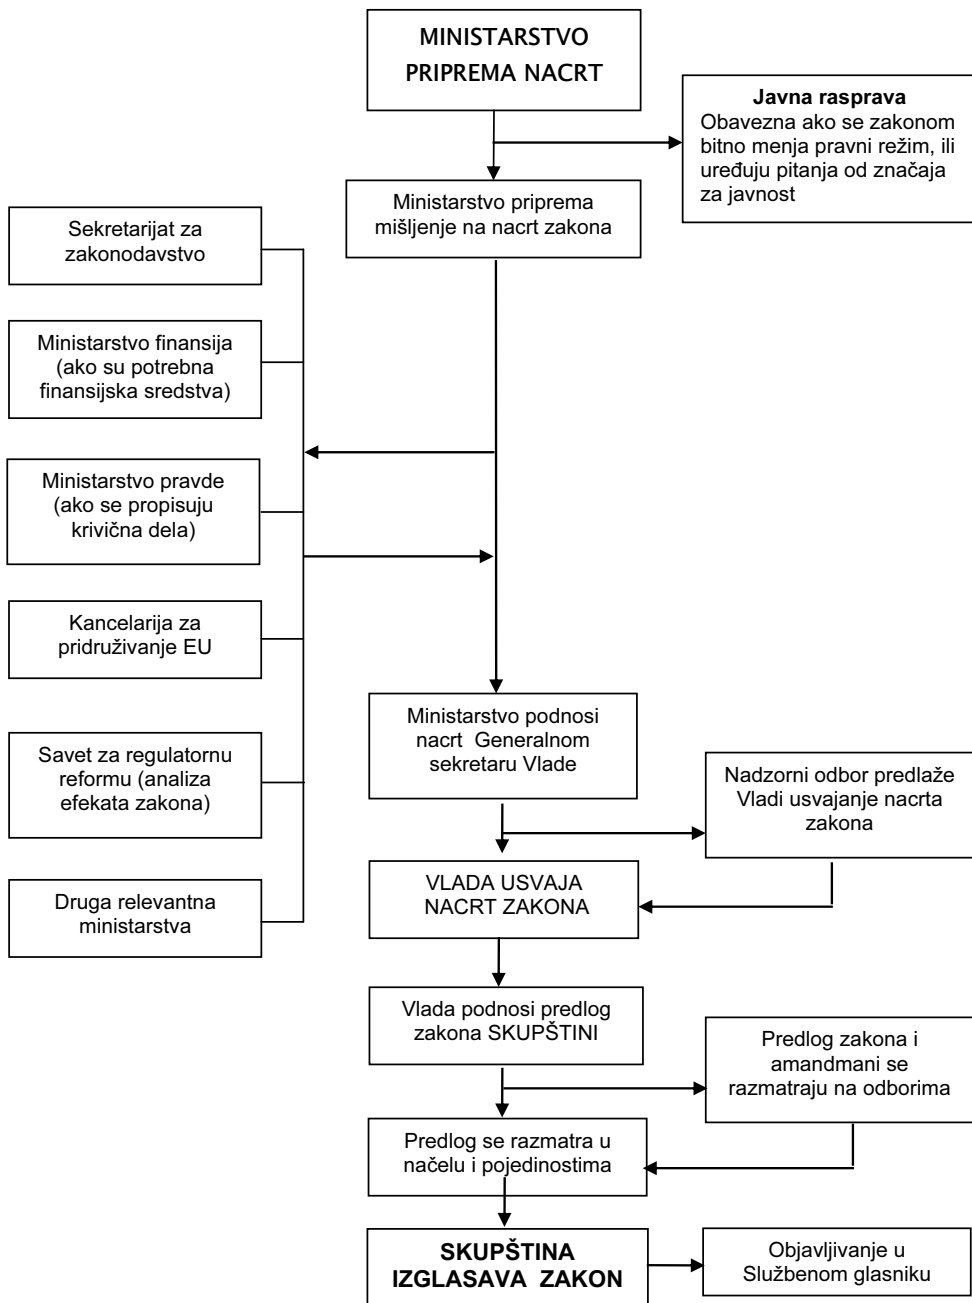 MINISTARSTVO
PRIPREMA NACRT
Javna rasprava
Obavezna ako se zakonom
bitno menja pravni režim, ili
uređuju pitanja od značaja
za javnost
Ministarstvo priprema
mišljenje na nacrt zakona
Sekretarijat za
zakonodavstvo
Ministarstvo finansija
(ako su potrebna
finansijska sredstva)
Ministarstvo pravde
(ako se propisuju
krivična dela)
Kancelarija za
pridruživanje EU
Savet za regulatornu
reformu (analiza
efekata zakona)
Druga relevantna
ministarstva
Ministarstvo podnosi
nacrt Generalnom
sekretaru Vlade
Nadzorni odbor predlaže
Vladi usvajanje nacrta
zakona
VLADA USVAJA
NACRT ZAKONA
Vlada podnosi predlog
zakona SKUPŠTINI
Predlog zakona i
amandmani se
razmatraju na odborima
Predlog se razmatra u
načelu i pojedinostima
SKUPŠTINA
IZGLASAVA ZAKON
Objavljivanje u
Službenom glasniku